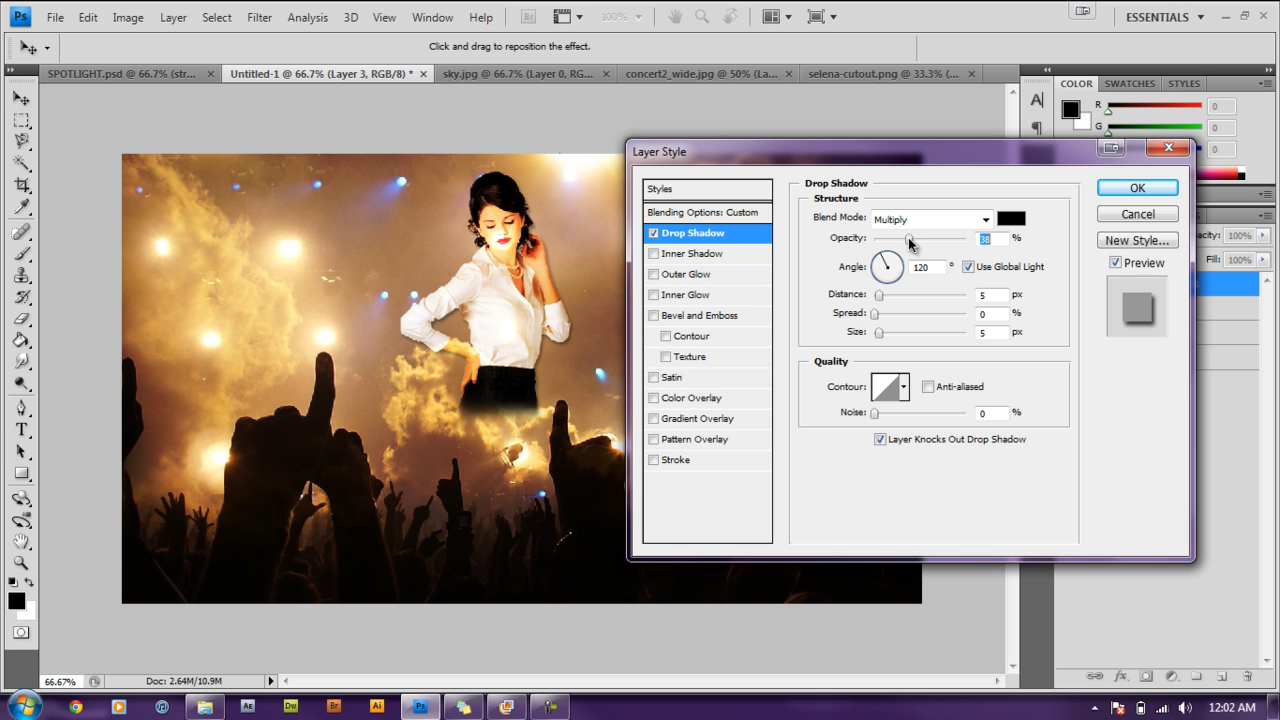 Ps File Edit Image Layer Select Filter Analysis 3D View Window Help Br 100% ESSENTIALS
Click and drag to reposition the effect.
SPOTLIGHT.psd @ 66.7% (str... Untitled-1 @ 66.7% (Layer 3, RGB/8) * sky.jpg @ 66.7% (Layer 0, RG... concert2_wide.jpg @ 50% (La... selena-cutout.png @ 33.3% (...
COLOR SWATCHES STYLES
R 0
G 0
0
Layer Style
Styles
Blending Options: Custom
Drop Shadow
Inner Shadow
Outer Glow
Inner Glow
Bevel and Emboss
Contour
Texture
Satin
Color Overlay
Gradient Overlay
Pattern Overlay
Stroke
Drop Shadow
Structure
Blend Mode: Multiply
Opacity: 38 %
Angle: 120 ° Use Global Light
Distance: 5 px
Spread: 0 %
Size: 5 px
Quality
Contour: Anti-aliased
Noise: 0 %
Layer Knocks Out Drop Shadow
OK
Cancel
New Style...
Preview
100%
Fill: 100%
T
66.67% Doc: 2.64M/10.9M
Ae Dw Br Ai Ps 12:02 AM